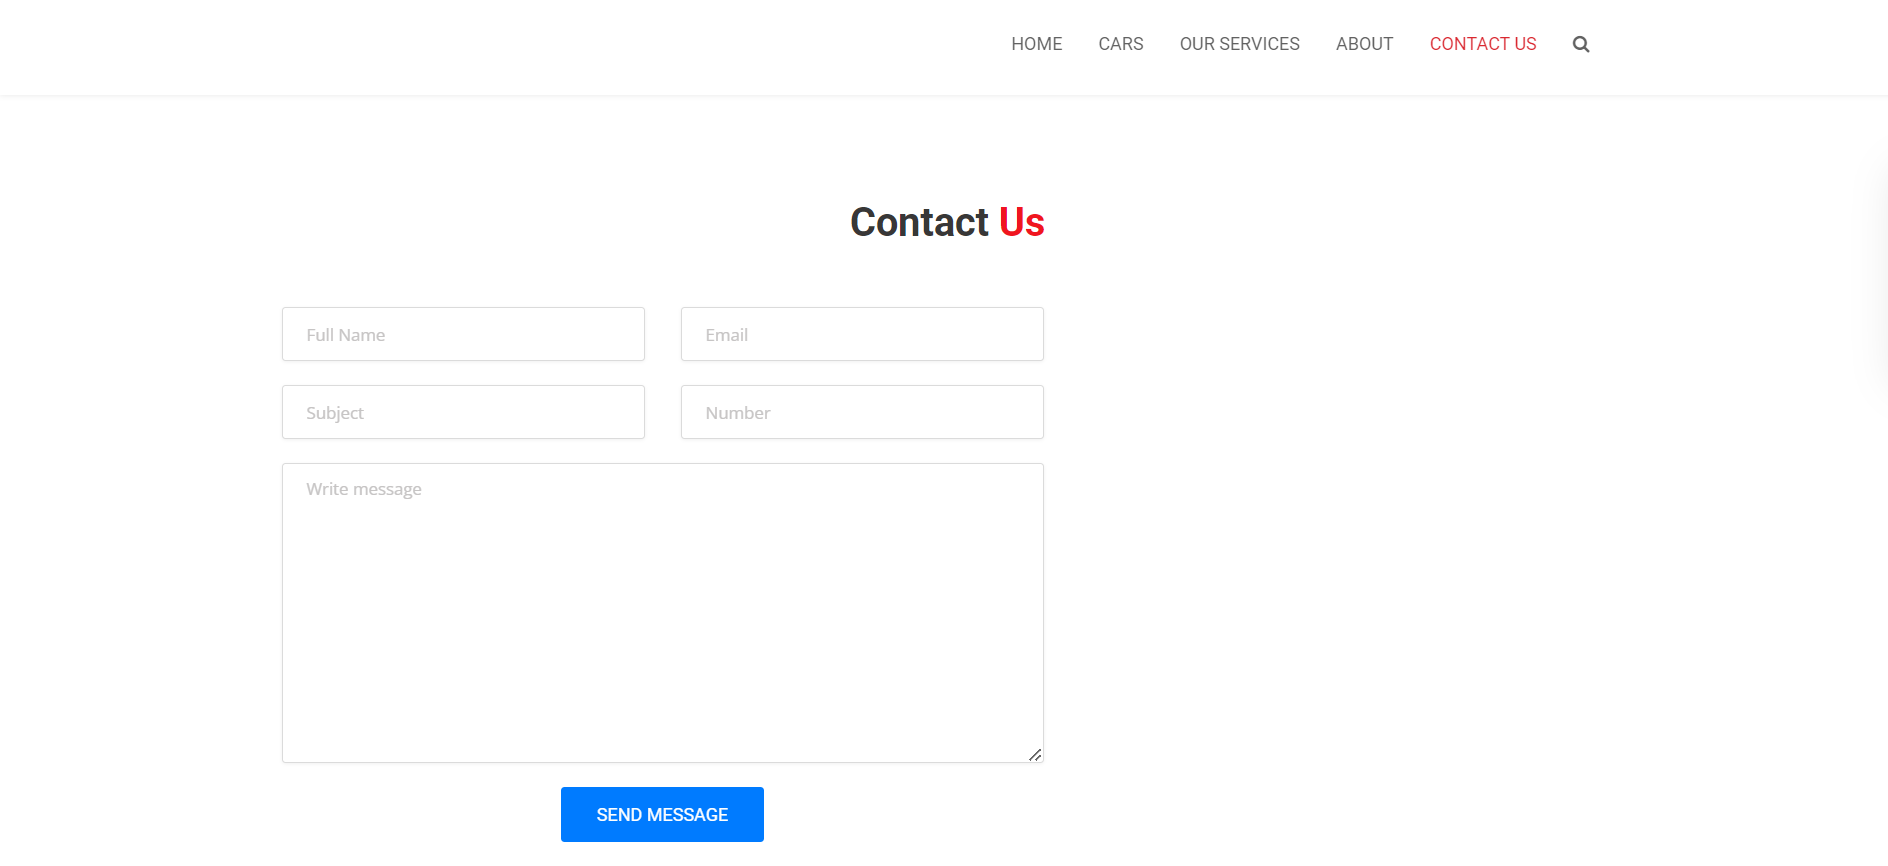 HOME CARS OUR SERVICES ABOUT CONTACT US
Contact Us
Full Name Email
Subject Number
Write message
SEND MESSAGE